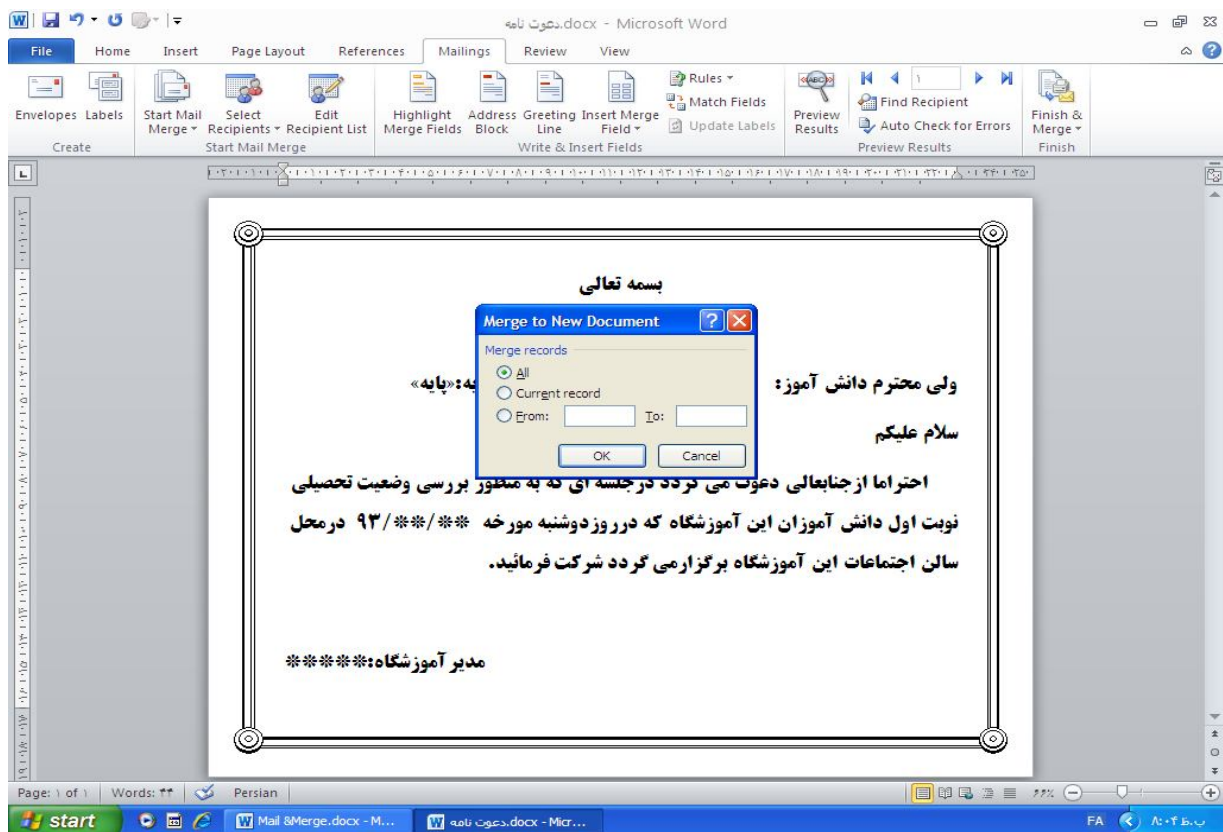 دعوت نامه.docx - Microsoft Word
File Home Insert Page Layout References Mailings Review View
Envelopes Labels Start Mail Merge Select Recipients Edit Recipient List Highlight Merge Fields Address Block Greeting Line Insert Merge Field Rules Match Fields Update Labels Preview Results ABC ۱ Find Recipient Auto Check for Errors Finish & Merge
Create Start Mail Merge Write & Insert Fields Preview Results Finish
بسمه تعالی
Merge to New Document
Merge records
All
Current record
From: To:
OK Cancel
ولی محترم دانش آموز: یه:«پایه»
سلام علیکم
احتراما ازجنابعالی دعوت می گردد درجلسه ای که به منظور بررسی وضعیت تحصیلی
نوبت اول دانش آموزان این آموزشگاه که درروزدوشنبه مورخه **/**/۹۳ درمحل
سالن اجتماعات این آموزشگاه برگزارمی گردد شرکت فرمائید.
مدیر آموزشگاه:*****
Page: ۱ of ۱ Words: ۴۴ Persian ۶۶%
start Mail &Merge.docx - M... دعوت نامه.docx - Micr... FA ۸:۰۴ ب.ظ